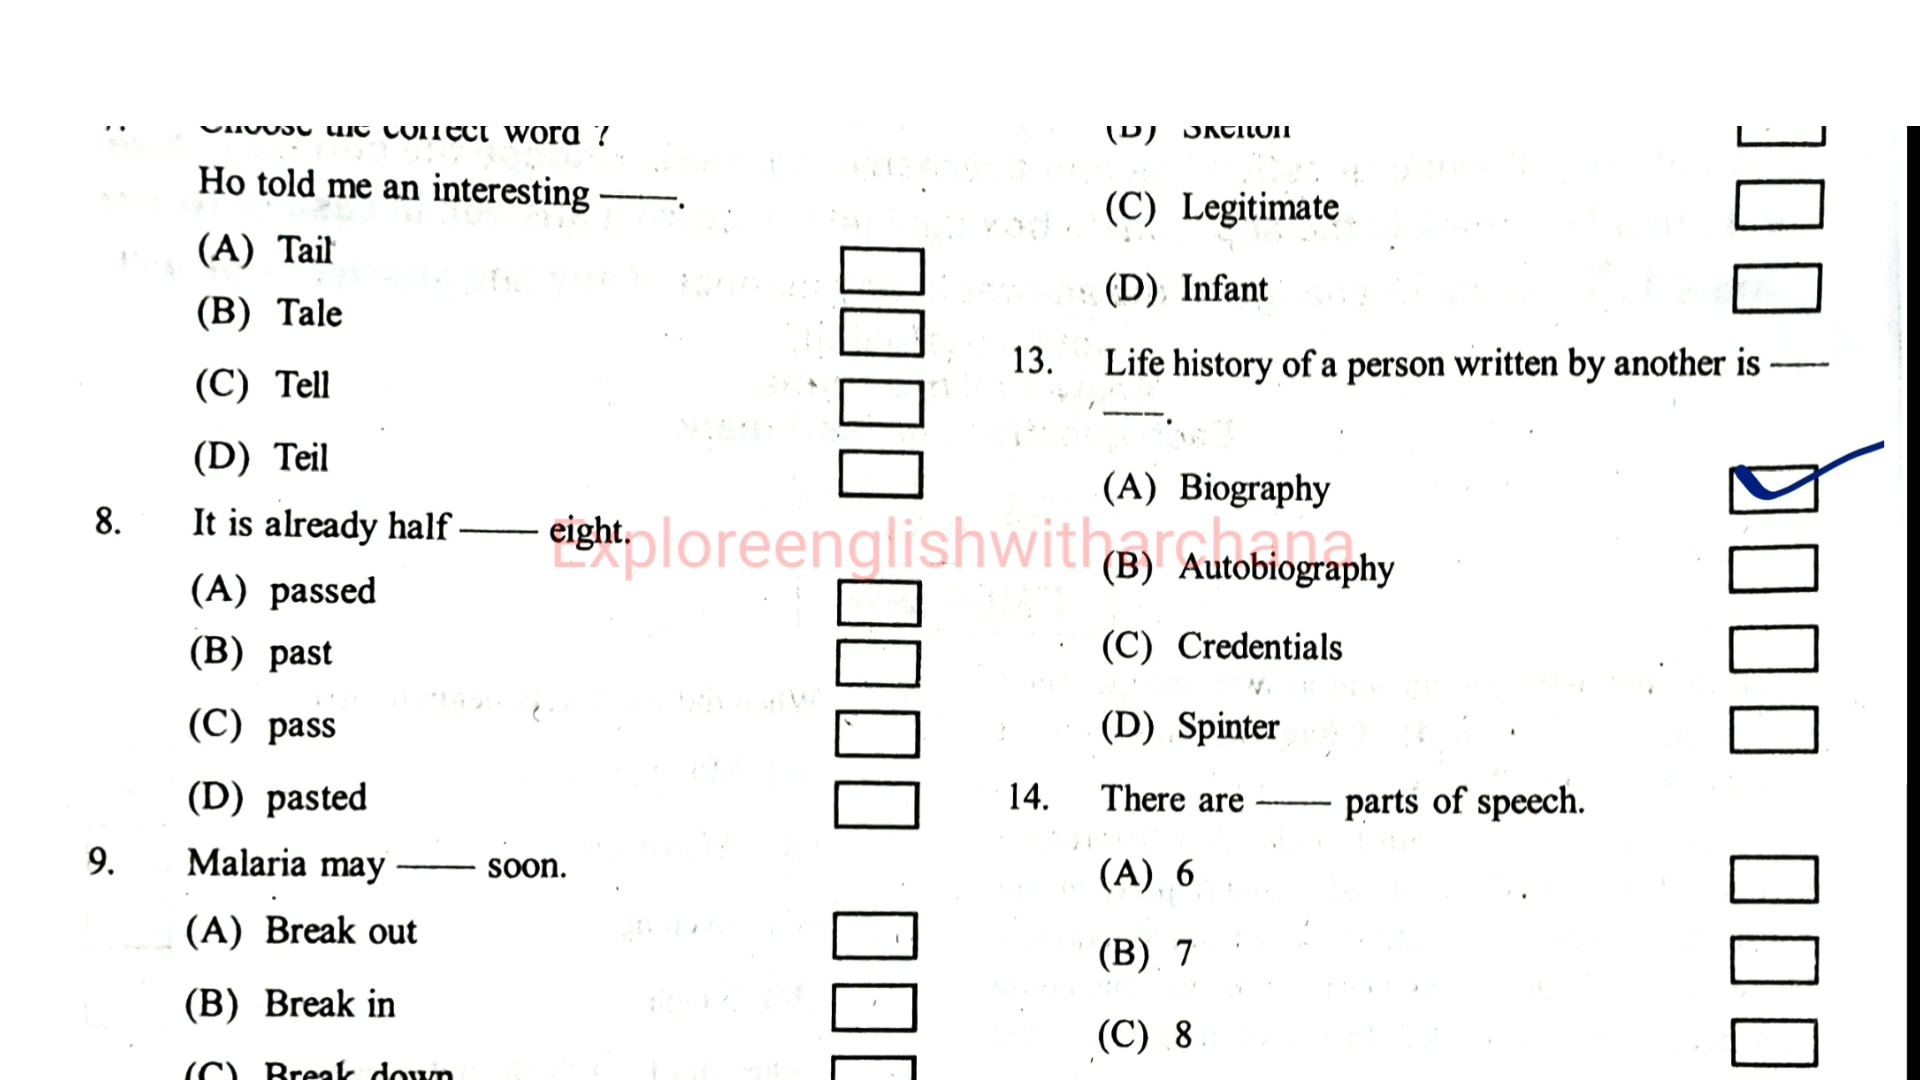 Choose the correct word ?
Ho told me an interesting ——.
(A) Tail
(B) Tale
(C) Tell
(D) Teil
8. It is already half —— eight.
(A) passed
(B) past
(C) pass
(D) pasted
9. Malaria may —— soon.
(A) Break out
(B) Break in
(C) Break down
(B) Skelton
(C) Legitimate
(D) Infant
13. Life history of a person written by another is ——
——.
(A) Biography
(B) Autobiography
(C) Credentials
(D) Spinter
14. There are —— parts of speech.
(A) 6
(B) 7
(C) 8
Exploreenglishwitharchana